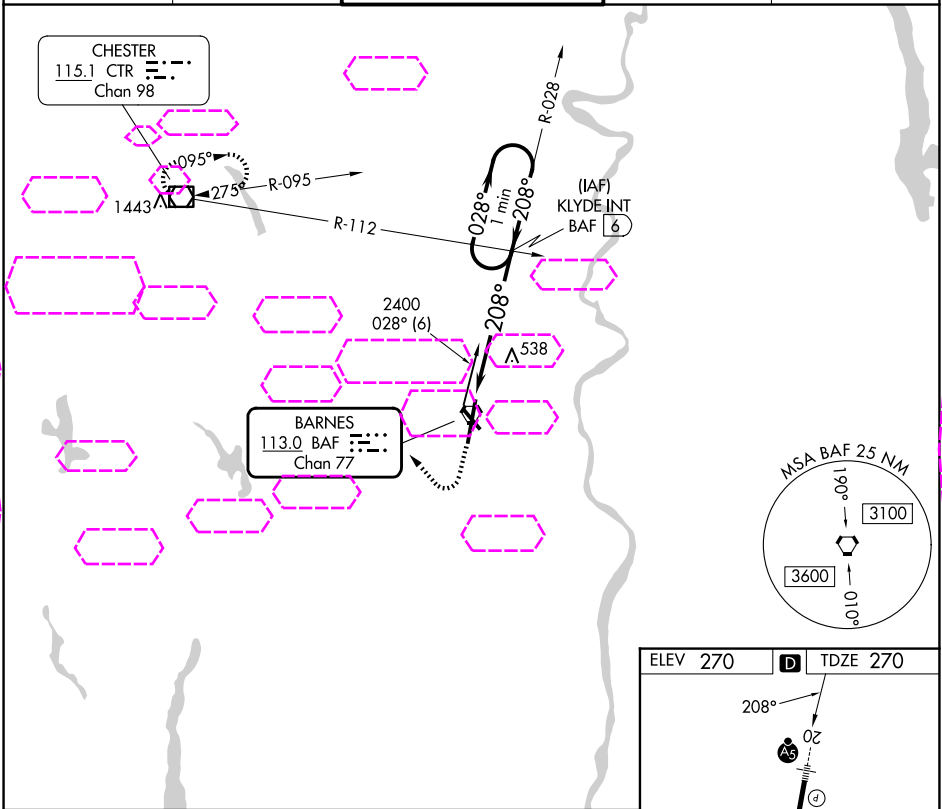 CHESTER
115.1 CTR
Chan 98
R-028
095°
275°
R-095
1443
R-112
028°
1 min
208°
(IAF)
KLYDE INT
BAF 6
208°
2400
028° (6)
538
BARNES
113.0 BAF
Chan 77
MSA BAF 25 NM
190°
3100
3600
010°
ELEV 270
D
TDZE 270
208°
20
A5
P